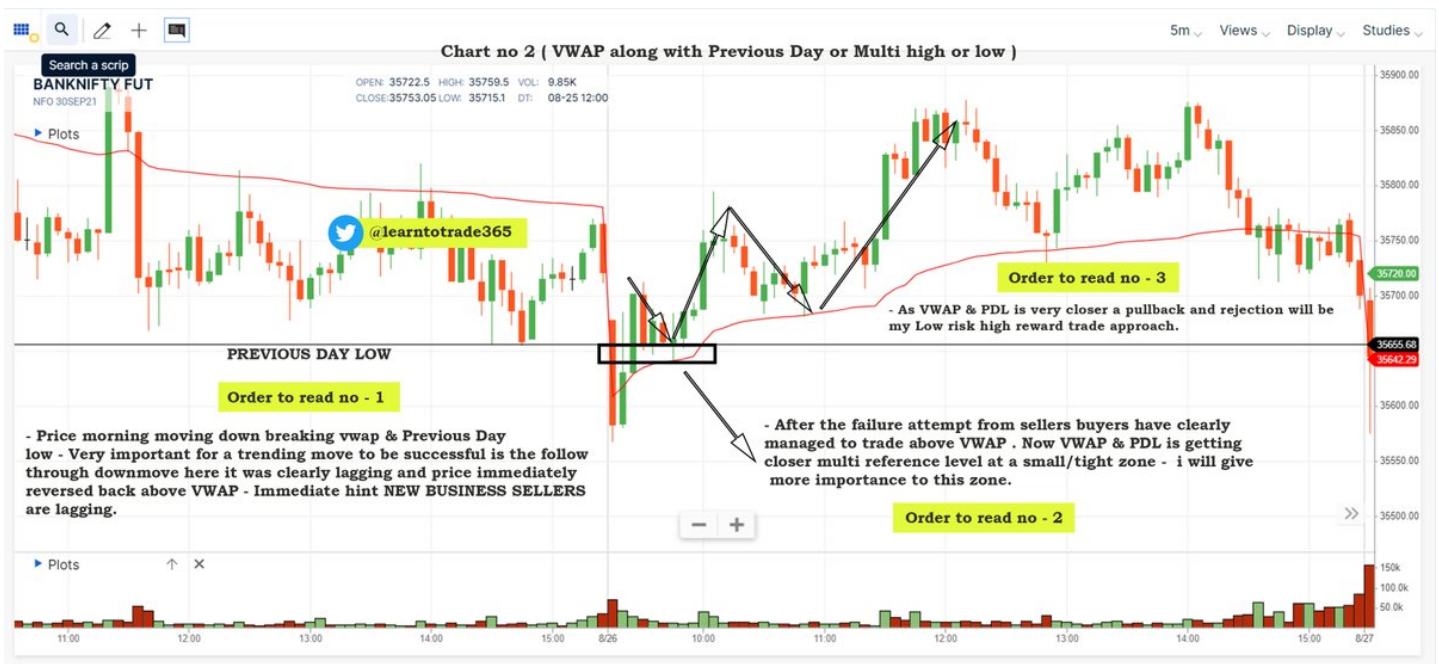 5m
Views
Display
Studies
Chart no 2 ( VWAP along with Previous Day or Multi high or low )
Search a scrip
BANKNIFTY FUT
NFO 30SEP21
OPEN: 35722.5 HIGH: 35759.5 VOL: 9.85K
CLOSE:35753.05 LOW: 35715.1 DT: 08-25 12:00
Plots
@learntotrade365
35900.00
35850.00
35800.00
35750.00
35720.00
35700.00
35655.68
35642.29
35600.00
35550.00
35500.00
Order to read no - 3
- As VWAP & PDL is very closer a pullback and rejection will be
my Low risk high reward trade approach.
PREVIOUS DAY LOW
Order to read no - 1
- Price morning moving down breaking vwap & Previous Day
low - Very important for a trending move to be successful is the follow
through downmove here it was clearly lagging and price immediately
reversed back above VWAP - Immediate hint NEW BUSINESS SELLERS
are lagging.
- After the failure attempt from sellers buyers have clearly
managed to trade above VWAP . Now VWAP & PDL is getting
closer multi reference level at a small/tight zone - i will give
more importance to this zone.
Order to read no - 2
Plots
150k
100.0k
50.0k
11:00 12:00 13:00 14:00 15:00 8/26 10:00 11:00 12:00 13:00 14:00 15:00 8/27